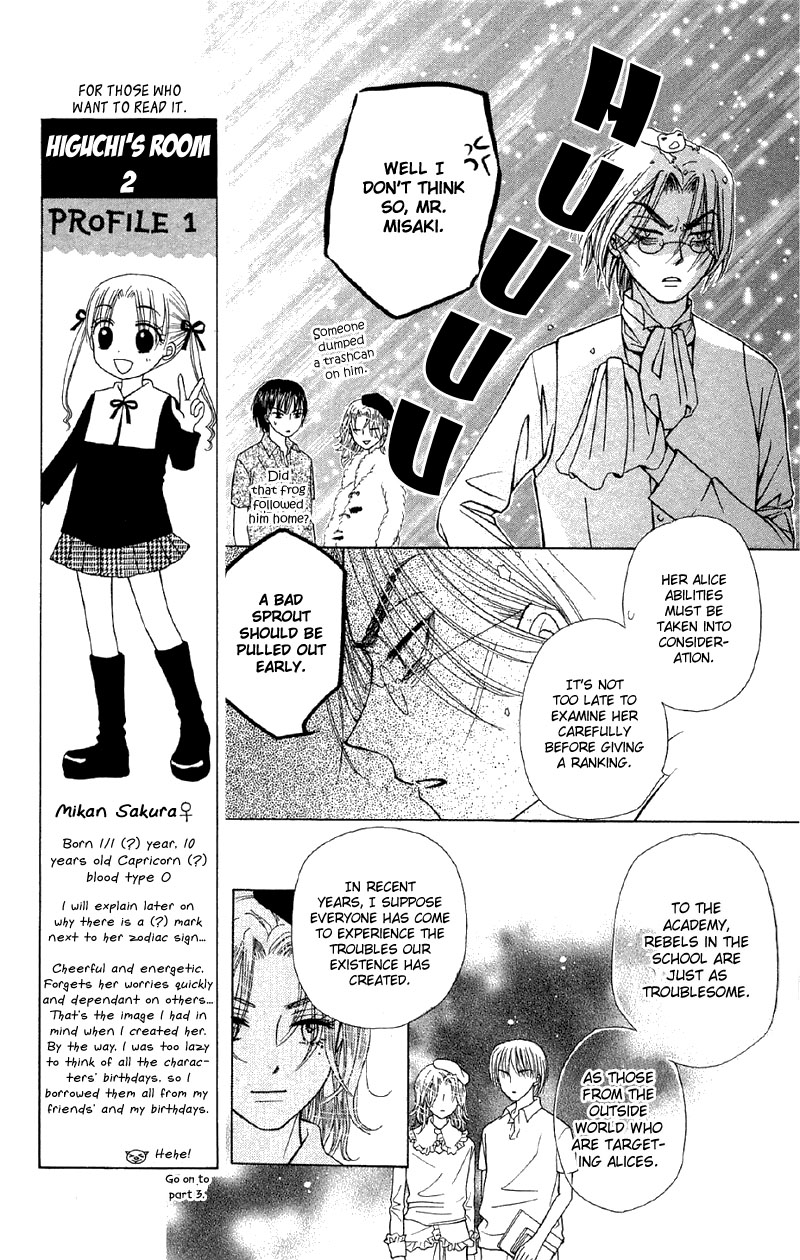 FOR THOSE WHO
WANT TO READ IT.
HIGUCHI'S ROOM
2
PROFILE 1
Mikan Sakura♀
Born 1/1 (?) year, 10
years old Capricorn (?)
blood type O
I will explain later on
why there is a (?) mark
next to her zodiac sign...
Cheerful and energetic.
Forgets her worries quickly
and dependant on others...
That's the image I had in
mind when I created her.
By the way, I was too lazy
to think of all the charac-
ters' birthdays, so I
borrowed them all from my
friends' and my birthdays.
Hehe!
Go on to
part 3.
HUUUU
WELL I
DON'T THINK
SO, MR.
MISAKI.
Someone
dumped
a trashcan
on him.
Did
that frog
followed
him home?
HER ALICE
ABILITIES
MUST BE
TAKEN INTO
CONSIDER-
ATION.
IT'S NOT
TOO LATE TO
EXAMINE HER
CAREFULLY
BEFORE GIVING
A RANKING.
A BAD
SPROUT
SHOULD BE
PULLED OUT
EARLY.
IN RECENT
YEARS, I SUPPOSE
EVERYONE HAS COME
TO EXPERIENCE THE
TROUBLES OUR
EXISTENCE HAS
CREATED.
TO THE
ACADEMY,
REBELS IN THE
SCHOOL ARE
JUST AS
TROUBLESOME.
AS THOSE
FROM THE
OUTSIDE
WORLD WHO
ARE TARGET-
ING ALICES.